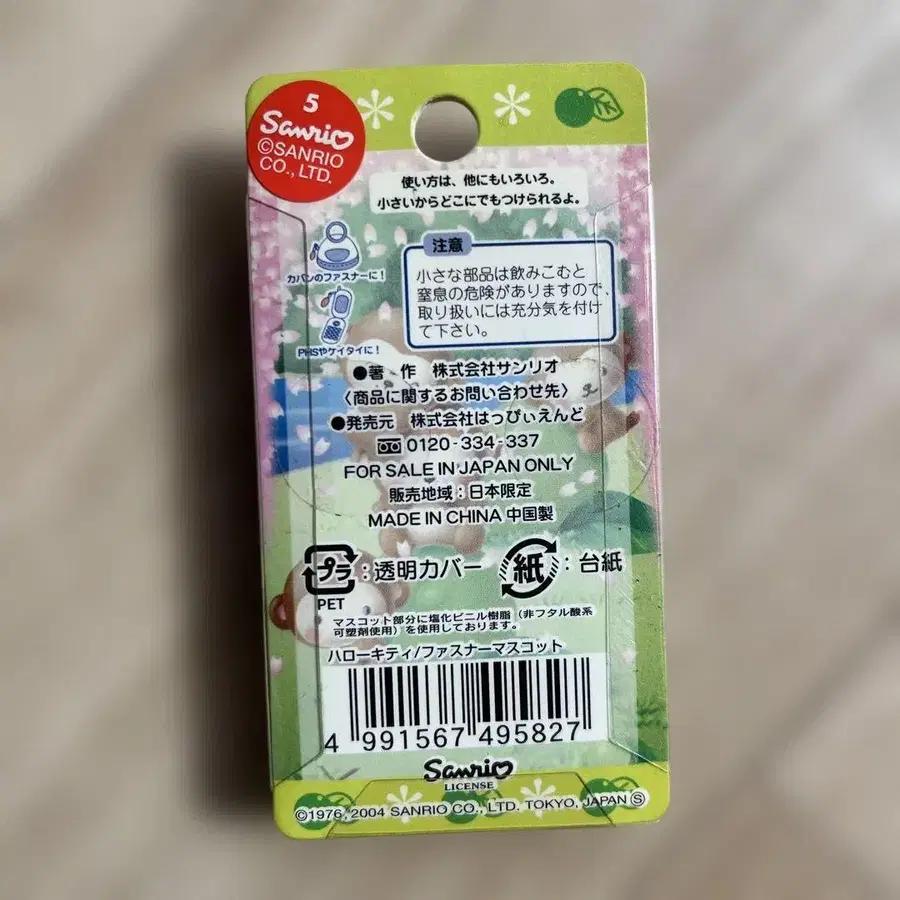 5
Sanrio
©SANRIO
CO., LTD.
使い方は、他にもいろいろ。
小さいからどこにでもつけられるよ。
カバンのファスナーに!
PHSやケイタイに!
注意
小さな部品は飲みこむと
窒息の危険がありますので、
取り扱いには充分気を付け
て下さい。
●著 作 株式会社サンリオ
〈商品に関するお問い合わせ先〉
●発売元 株式会社はっぴぃえんど
0120-334-337
FOR SALE IN JAPAN ONLY
販売地域:日本限定
MADE IN CHINA 中国製
プラ:透明カバー 紙:台紙
PET
マスコット部分に塩化ビニル樹脂(非フタル酸系
可塑剤使用)を使用しております。
ハローキティ/ファスナーマスコット
4 991567 495827
Sanrio
LICENSE
©1976, 2004 SANRIO CO., LTD. TOKYO, JAPAN Ⓢ